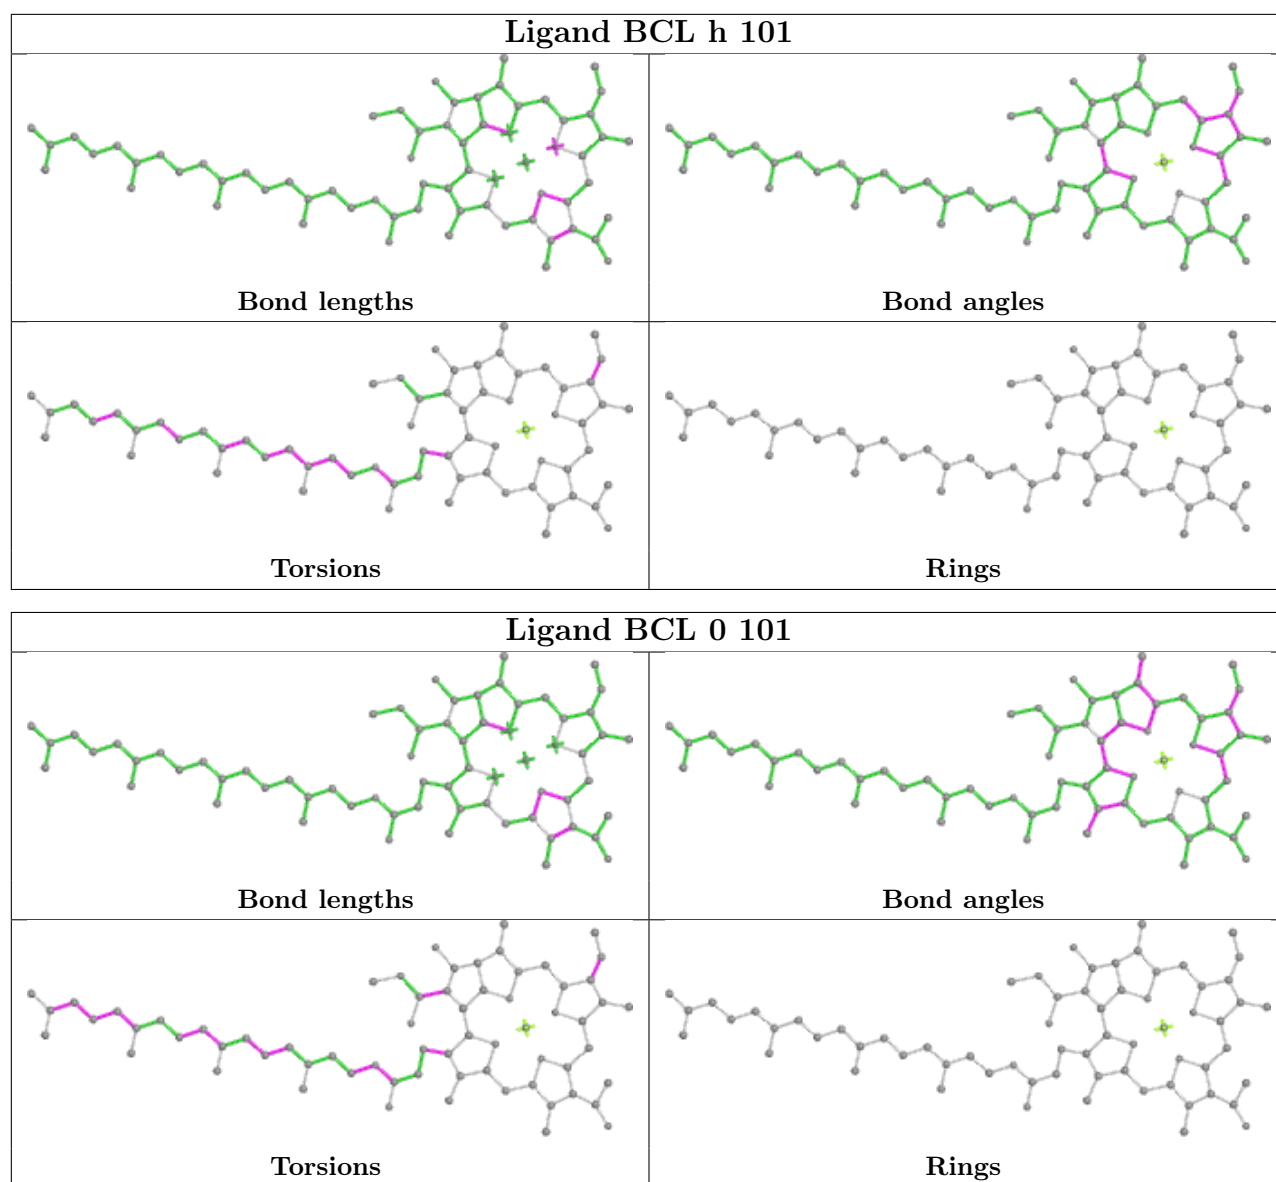 Ligand BCL h 101
Bond lengths
Bond angles
Torsions
Rings
Ligand BCL 0 101
Bond lengths
Bond angles
Torsions
Rings